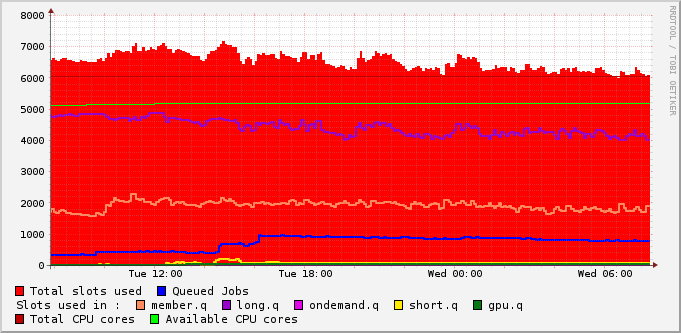 RRDTOOL / TOBI OETIKER
8000
7000
6000
5000
4000
3000
2000
1000
0
Tue 12:00 Tue 18:00 Wed 00:00 Wed 06:00
Total slots used Queued Jobs
Slots used in : member.q long.q ondemand.q short.q gpu.q
Total CPU cores Available CPU cores